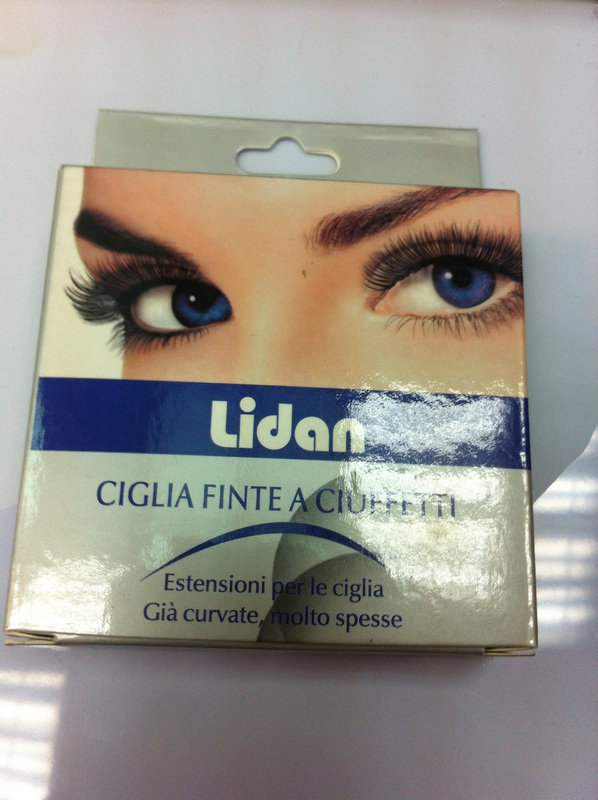 Lidan
CIGLIA FINTE A CIUFFETTI
Estensioni per le ciglia
Già curvate, molto spesse